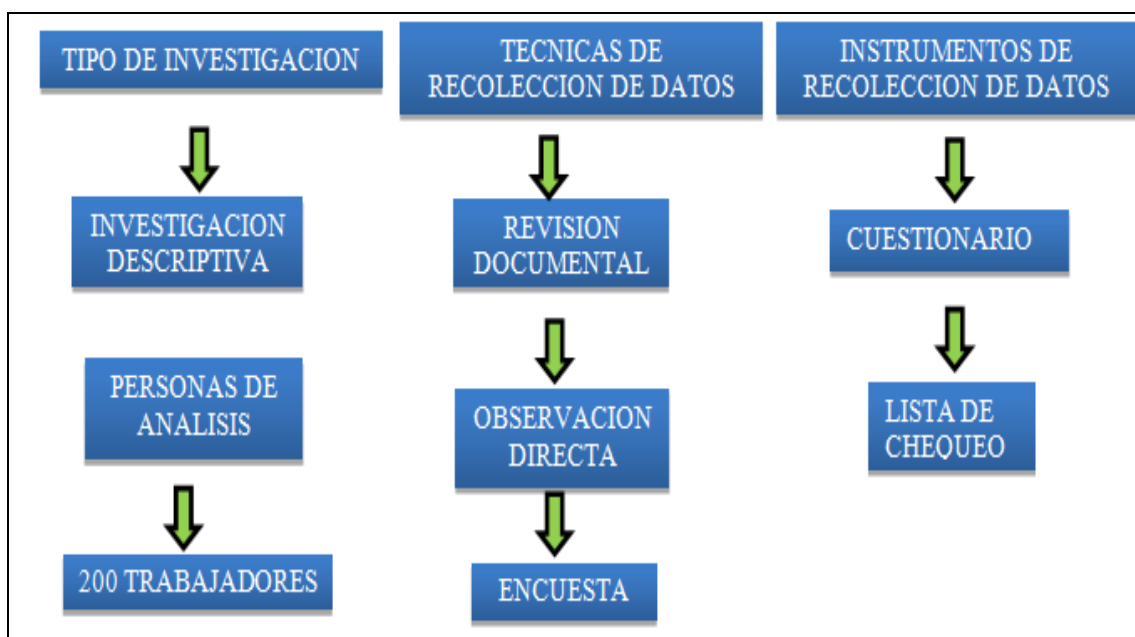 TIPO DE INVESTIGACION
INVESTIGACION
DESCRIPTIVA
PERSONAS DE
ANALISIS
200 TRABAJADORES
TECNICAS DE
RECOLECCION DE DATOS
REVISION
DOCUMENTAL
OBSERVACION
DIRECTA
ENCUESTA
INSTRUMENTOS DE
RECOLECCION DE DATOS
CUESTIONARIO
LISTA DE
CHEQUEO